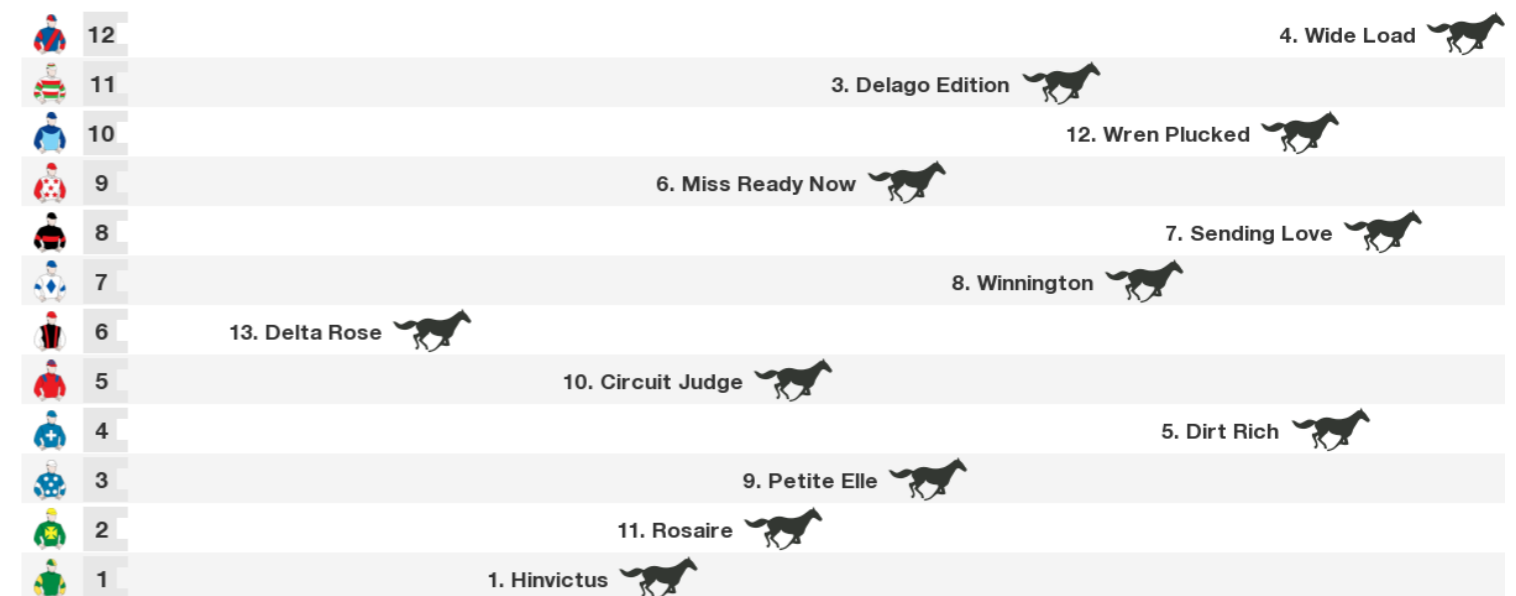 12 4. Wide Load
11 3. Delago Edition
10 12. Wren Plucked
9 6. Miss Ready Now
8 7. Sending Love
7 8. Winnington
6 13. Delta Rose
5 10. Circuit Judge
4 5. Dirt Rich
3 9. Petite Elle
2 11. Rosaire
1 1. Hinvictus